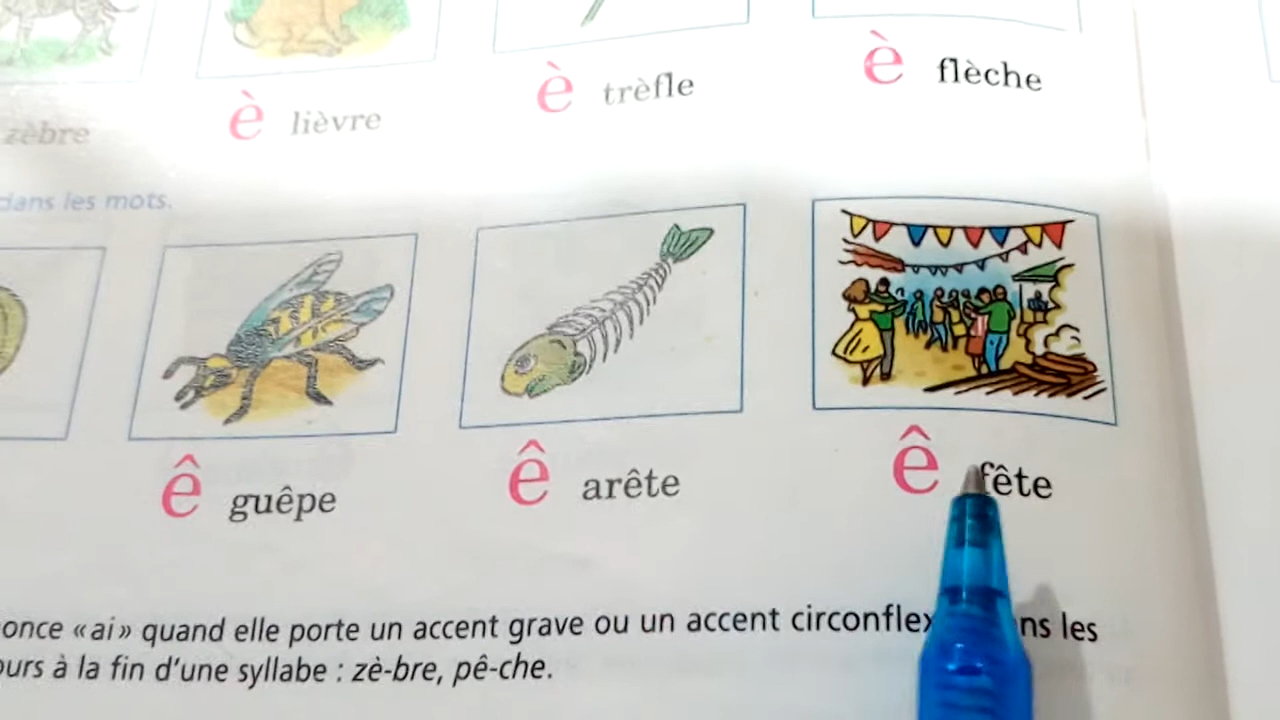 è flèche
è trèfle
è lièvre
zèbre
dans les mots.
ê guêpe
ê arête
ê fête
once «ai» quand elle porte un accent grave ou un accent circonflex ns les
ours à la fin d'une syllabe : zè-bre, pê-che.